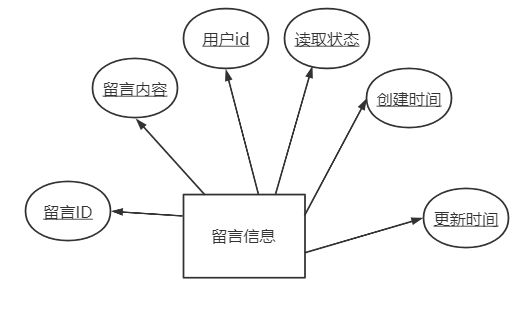 用户id
读取状态
留言内容
创建时间
留言ID
更新时间
留言信息